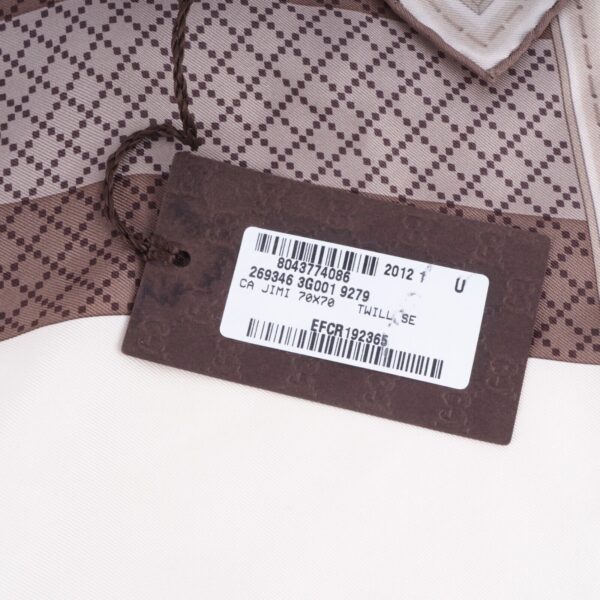 8043774086 2012 1 U
269346 3G001 9279
CA JIMI 70X70 TWILL SE
EFCR192365